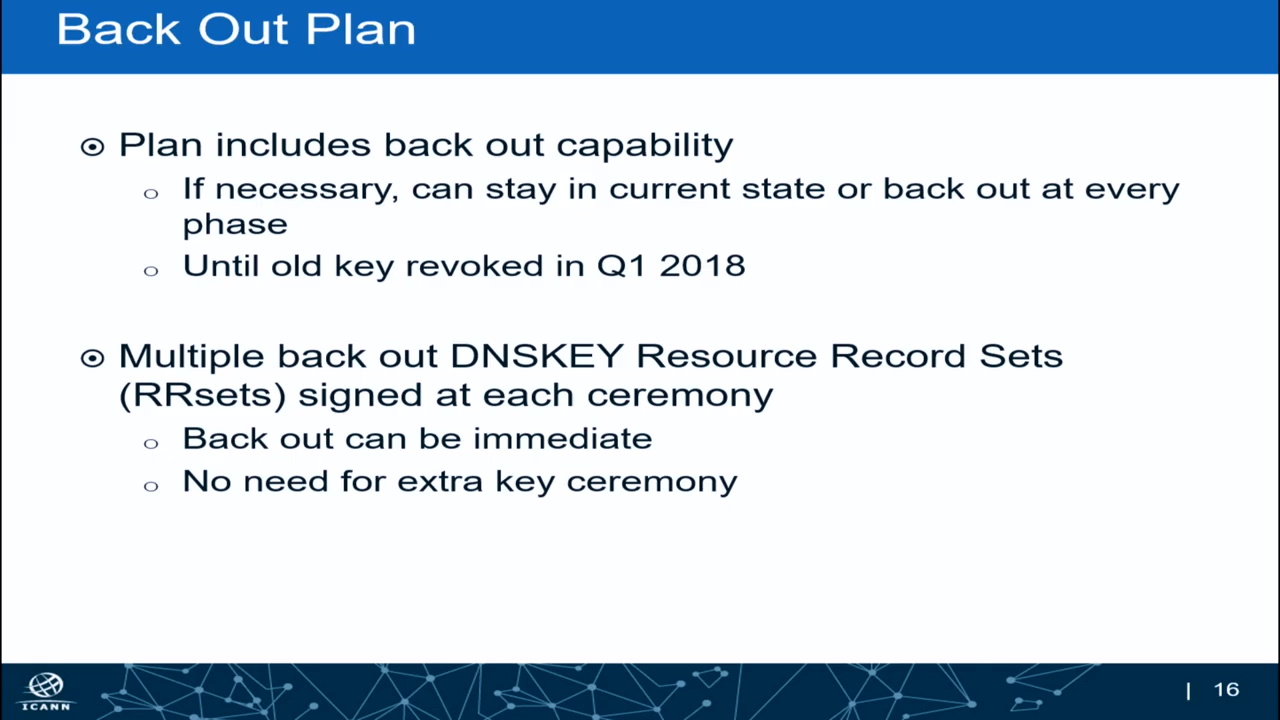 Back Out Plan
Plan includes back out capability
If necessary, can stay in current state or back out at every
phase
Until old key revoked in Q1 2018
Multiple back out DNSKEY Resource Record Sets
(RRsets) signed at each ceremony
Back out can be immediate
No need for extra key ceremony
ICANN
| 16